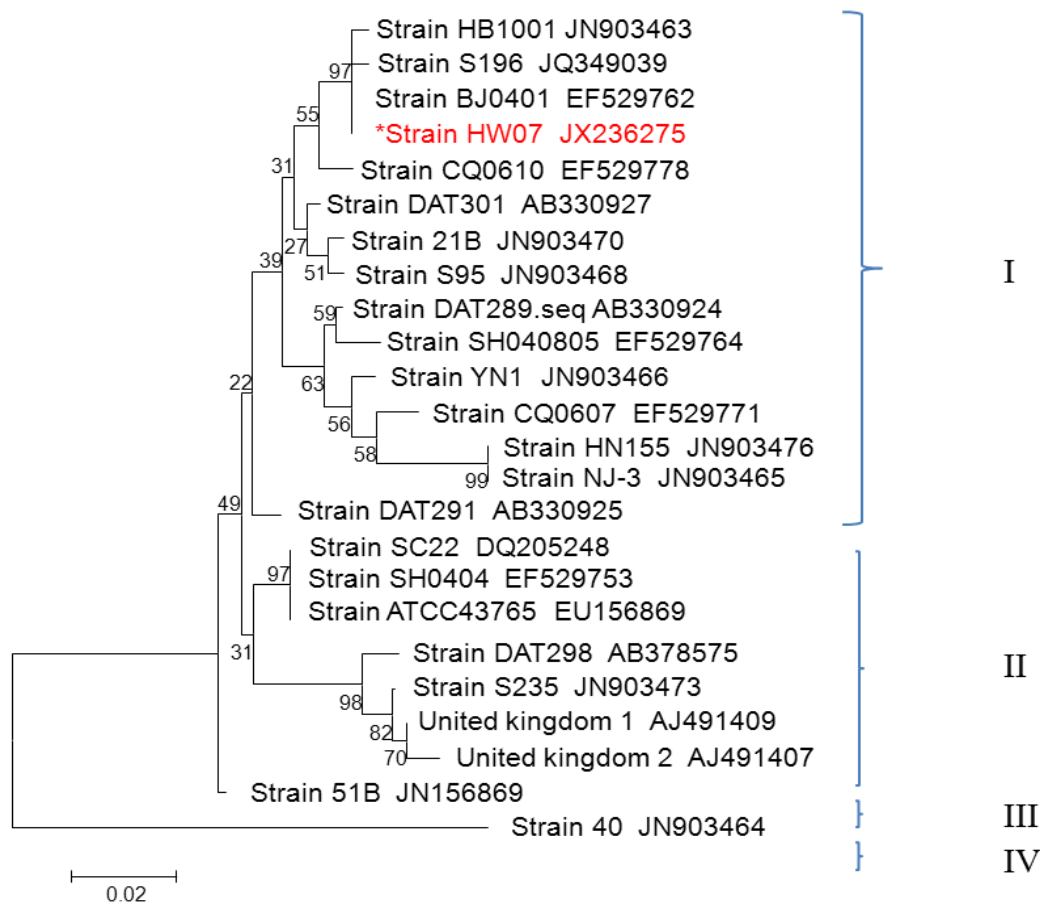 Strain HB1001 JN903463
Strain S196 JQ349039
97
Strain BJ0401 EF529762
55
*Strain HW07 JX236275
31
Strain CQ0610 EF529778
Strain DAT301 AB330927
27
Strain 21B JN903470
39
51
Strain S95 JN903468
I
59
Strain DAT289.seq AB330924
Strain SH040805 EF529764
63
Strain YN1 JN903466
22
56
Strain CQ0607 EF529771
58
Strain HN155 JN903476
99
Strain NJ-3 JN903465
49
Strain DAT291 AB330925
Strain SC22 DQ205248
97
Strain SH0404 EF529753
Strain ATCC43765 EU156869
31
Strain DAT298 AB378575
II
98
Strain S235 JN903473
82
United kingdom 1 AJ491409
70
United kingdom 2 AJ491407
Strain 51B JN156869
III
Strain 40 JN903464
IV
0.02